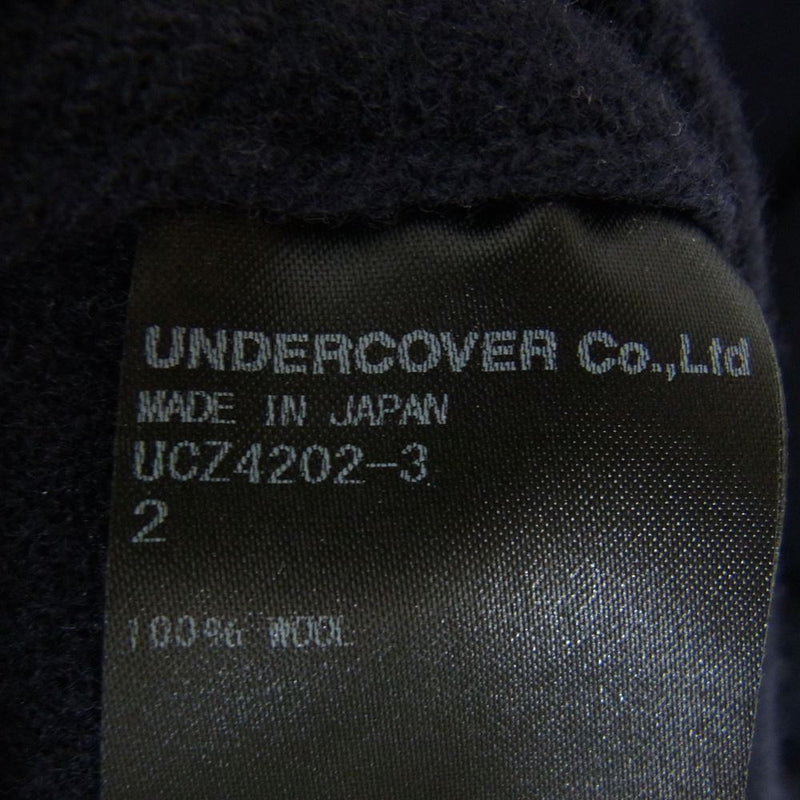 UNDERCOVER Co.,Ltd
MADE IN JAPAN
UCZ4202-3
2
100% WOOL